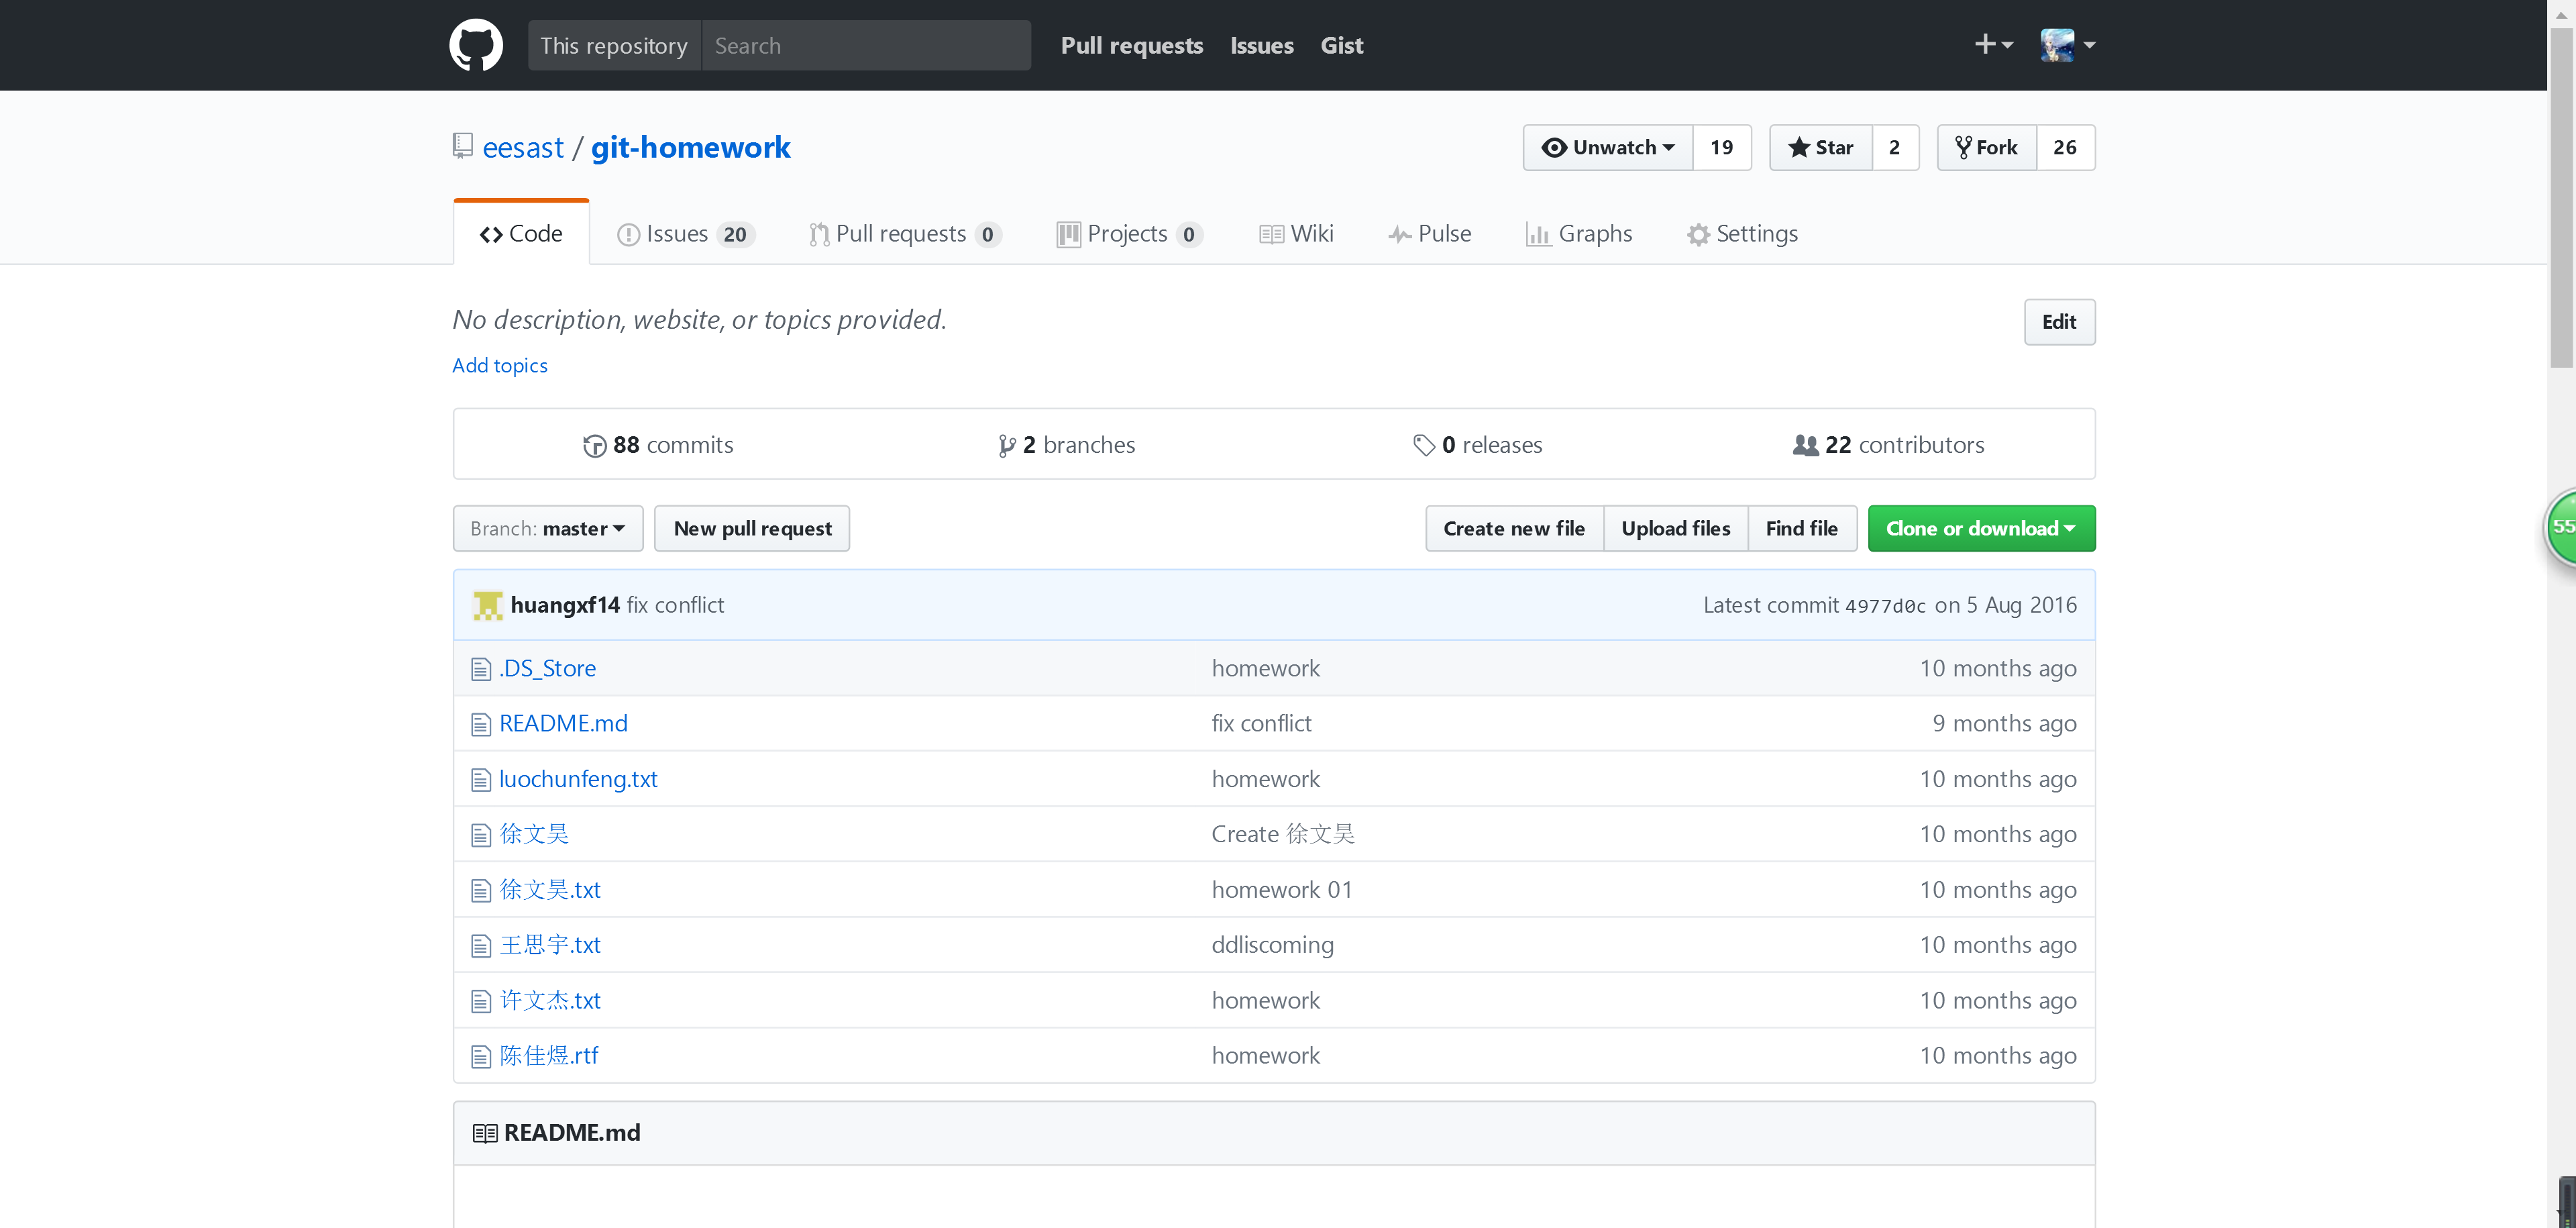 This repository Search Pull requests Issues Gist
eesast / git-homework Unwatch 19 Star 2 Fork 26
Code Issues 20 Pull requests 0 Projects 0 Wiki Pulse Graphs Settings
No description, website, or topics provided. Edit
Add topics
88 commits 2 branches 0 releases 22 contributors
Branch: master New pull request Create new file Upload files Find file Clone or download
55
huangxf14 fix conflict Latest commit 4977d0c on 5 Aug 2016
.DS_Store homework 10 months ago
README.md fix conflict 9 months ago
luochunfeng.txt homework 10 months ago
徐文昊 Create 徐文昊 10 months ago
徐文昊.txt homework 01 10 months ago
王思宇.txt ddliscoming 10 months ago
许文杰.txt homework 10 months ago
陈佳煜.rtf homework 10 months ago
README.md